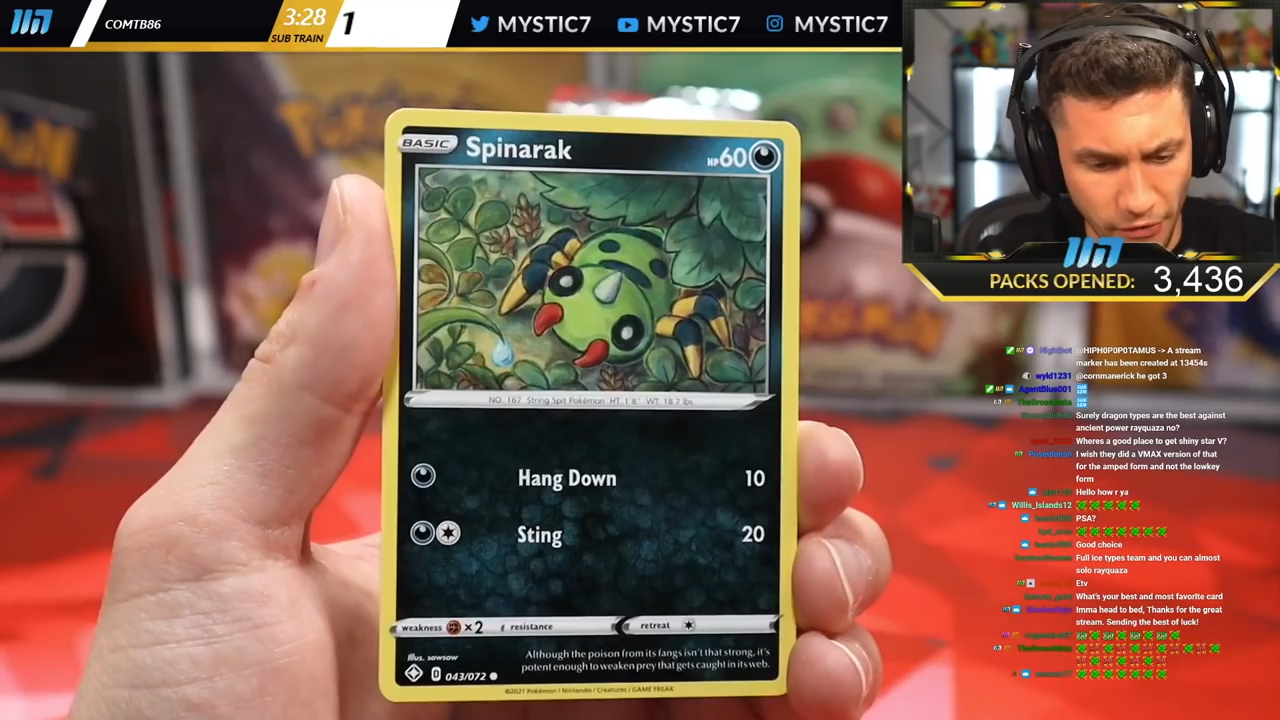 COMTB86
3:28
SUB TRAIN
1
MYSTIC7
MYSTIC7
MYSTIC7
BASIC
Spinarak
HP60
NO. 167 String Spit Pokémon HT. 1'8" WT. 18.7 lbs.
Hang Down 10
Sting 20
weakness ×2 resistance retreat
Illus. sowsow
Although the poison from its fangs isn't that strong, it's
potent enough to weaken prey that gets caught in its web.
D 043/072
©2021 Pokémon / Nintendo / Creatures / GAME FREAK
PACKS OPENED: 3,436
Nightbot @HIPH0P0P0TAMUS -> A stream
marker has been created at 13454s
wyld1231 @cornmanerick he got 3
AgentBlue001
Surely dragon types are the best against
ancient power rayquaza no?
Wheres a good place to get shiny star V?
Poseidonsn I wish they did a VMAX version of that
for the amped form and not the lowkey
form
Hello how r ya
Willis_Islands12
PSA?
Good choice
Full ice types team and you can almost
solo rayquaza
Etv
What's your best and most favorite card
Imma head to bed, Thanks for the great
stream. Sending the best of luck!